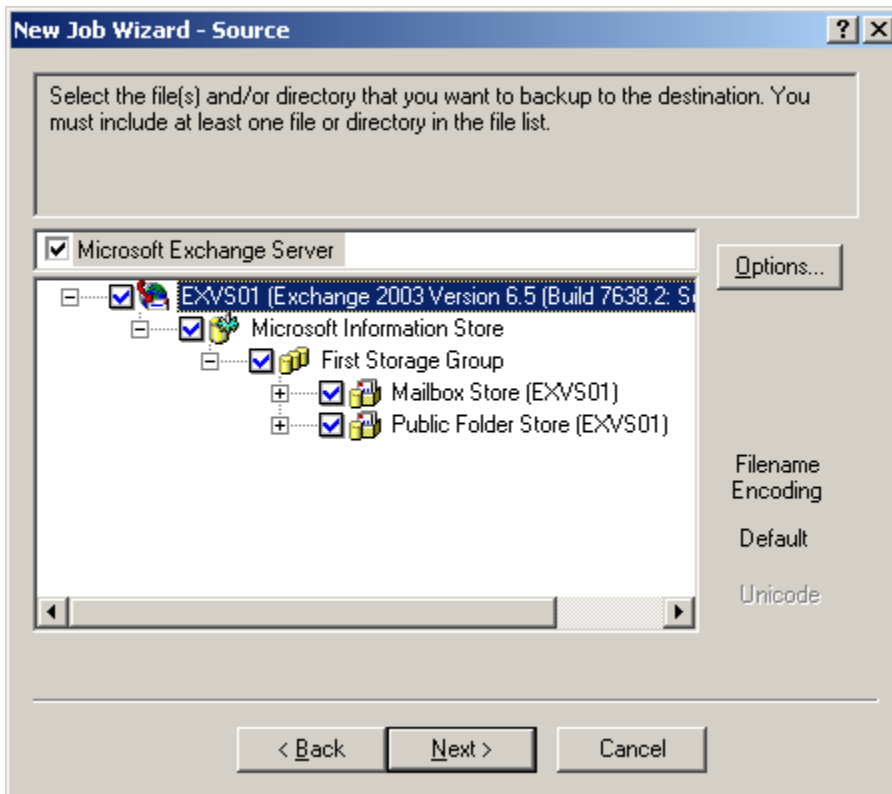 New Job Wizard - Source
Select the file(s) and/or directory that you want to backup to the destination. You
must include at least one file or directory in the file list.
Microsoft Exchange Server
Options...
EXVS01 (Exchange 2003 Version 6.5 (Build 7638.2: Se
Microsoft Information Store
First Storage Group
Mailbox Store (EXVS01)
Public Folder Store (EXVS01)
Filename
Encoding
Default
Unicode
< Back
Next >
Cancel